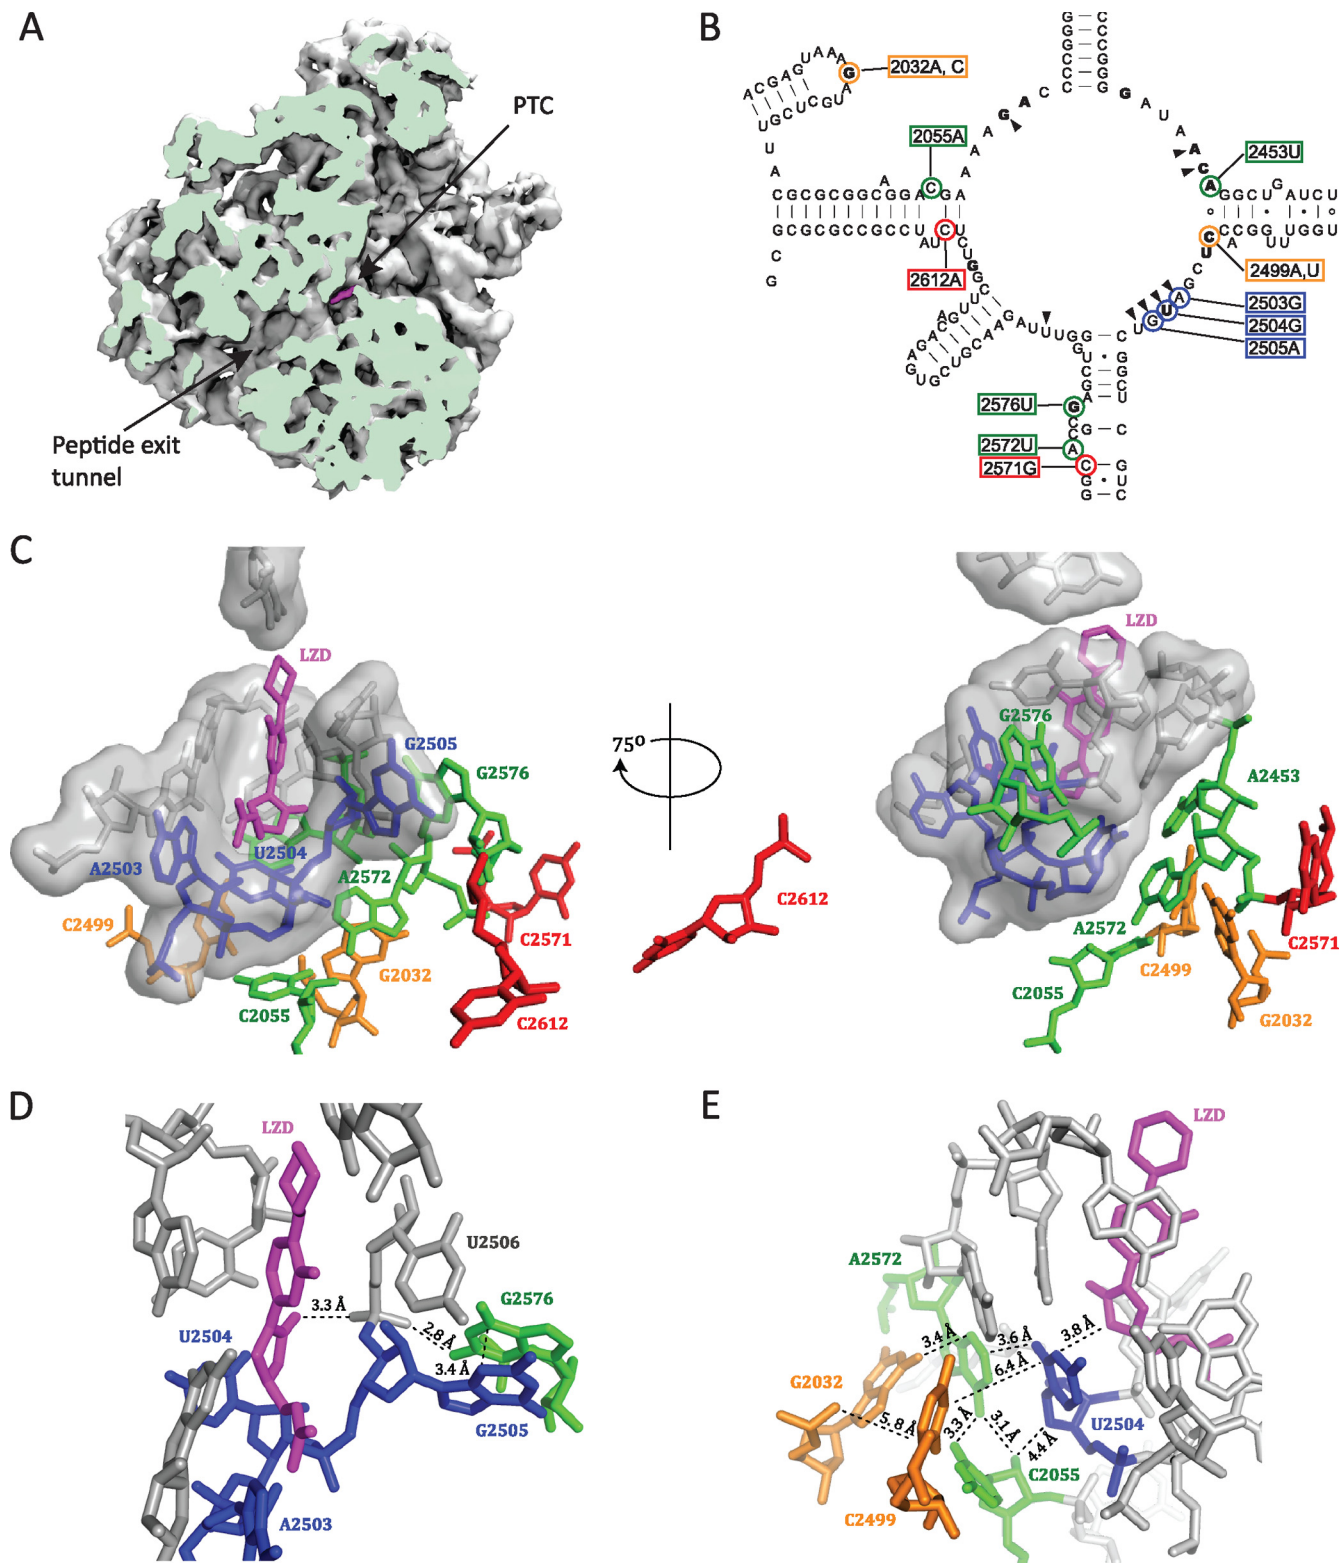 A
PTC
Peptide exit
tunnel
B
2032A, C
2055A
2453U
2612A
2499A,U
2503G
2504G
2505A
2576U
2572U
2571G
C
LZD
G2505
G2576
A2503
U2504
A2572
C2499
G2032
C2571
C2055
C2612
75º
C2612
LZD
G2576
A2453
A2572
C2499
C2571
C2055
G2032
D
LZD
U2506
G2576
3.3 Å
2.8 Å
3.4 Å
U2504
G2505
A2503
E
LZD
A2572
3.4 Å
3.6 Å
3.8 Å
6.4 Å
G2032
5.8 Å
3.3 Å
3.1 Å
4.4 Å
U2504
C2055
C2499